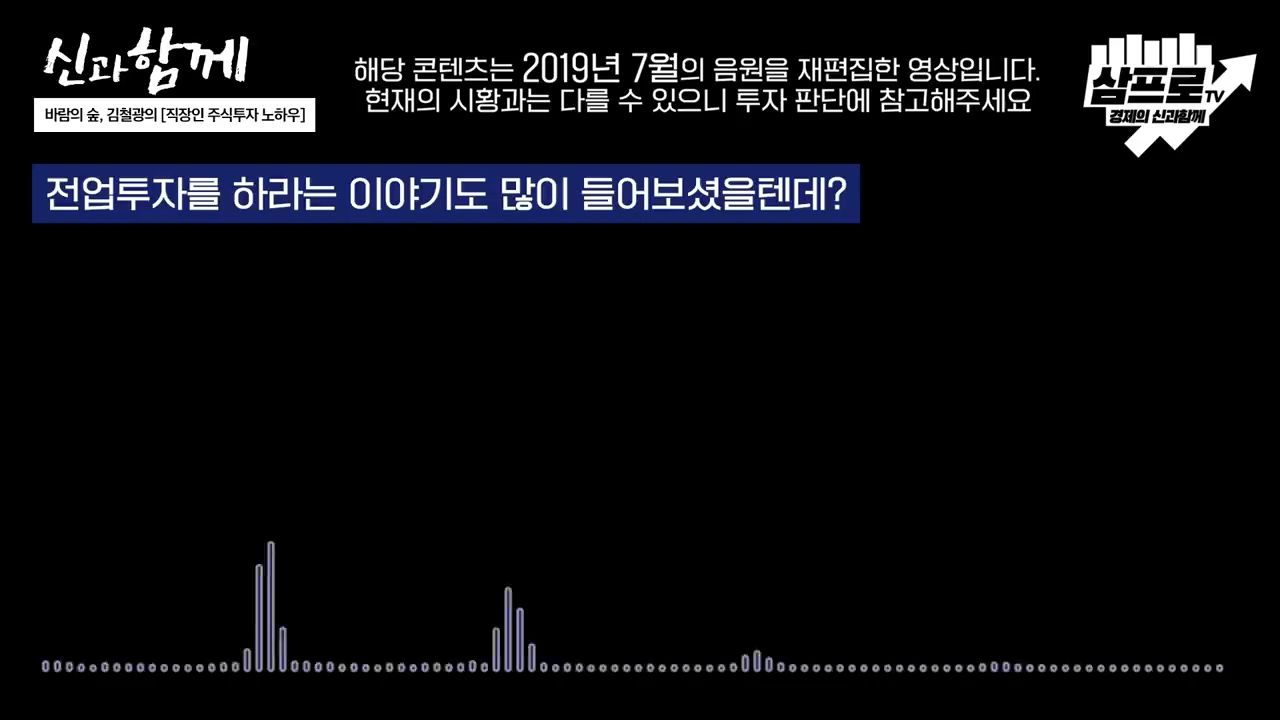 신과함께
바람의 숲, 김철광의 [직장인 주식투자 노하우]
해당 콘텐츠는 2019년 7월의 음원을 재편집한 영상입니다.
현재의 시황과는 다를 수 있으니 투자 판단에 참고해주세요
삼프로TV
경제의 신과함께
전업투자를 하라는 이야기도 많이 들어보셨을텐데?